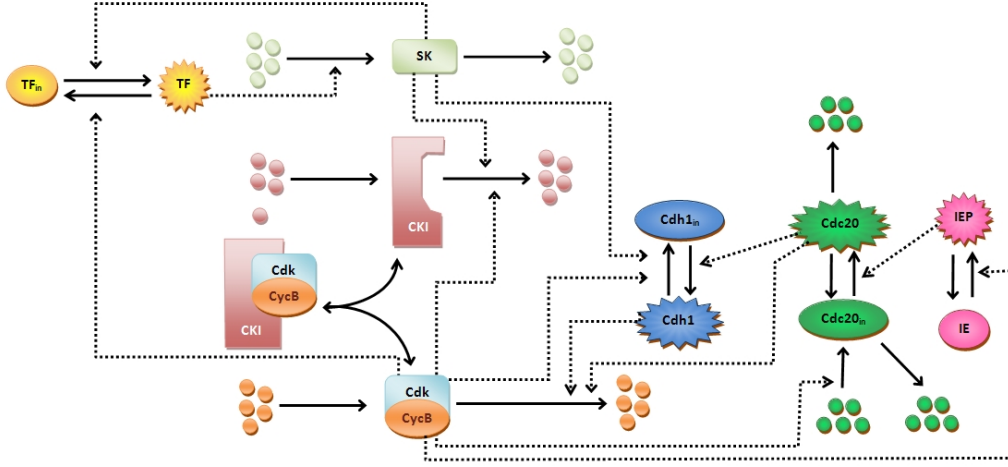 SK
TFin
TF
CKI
Cdh1in
Cdc20
IEP
Cdk
CycB
CKI
Cdh1
Cdc20in
IE
Cdk
CycB